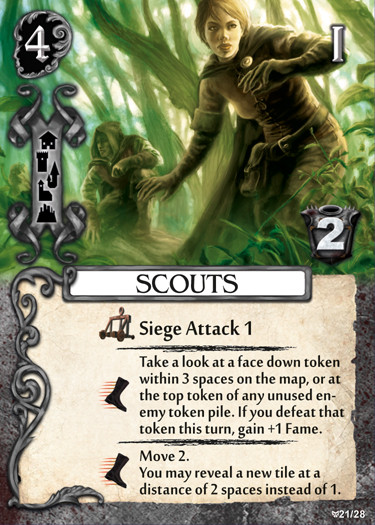 4
I
2
SCOUTS
Siege Attack 1
Take a look at a face down token
within 3 spaces on the map, or at
the top token of any unused en-
emy token pile. If you defeat that
token this turn, gain +1 Fame.
Move 2.
You may reveal a new tile at a
distance of 2 spaces instead of 1.
21/28